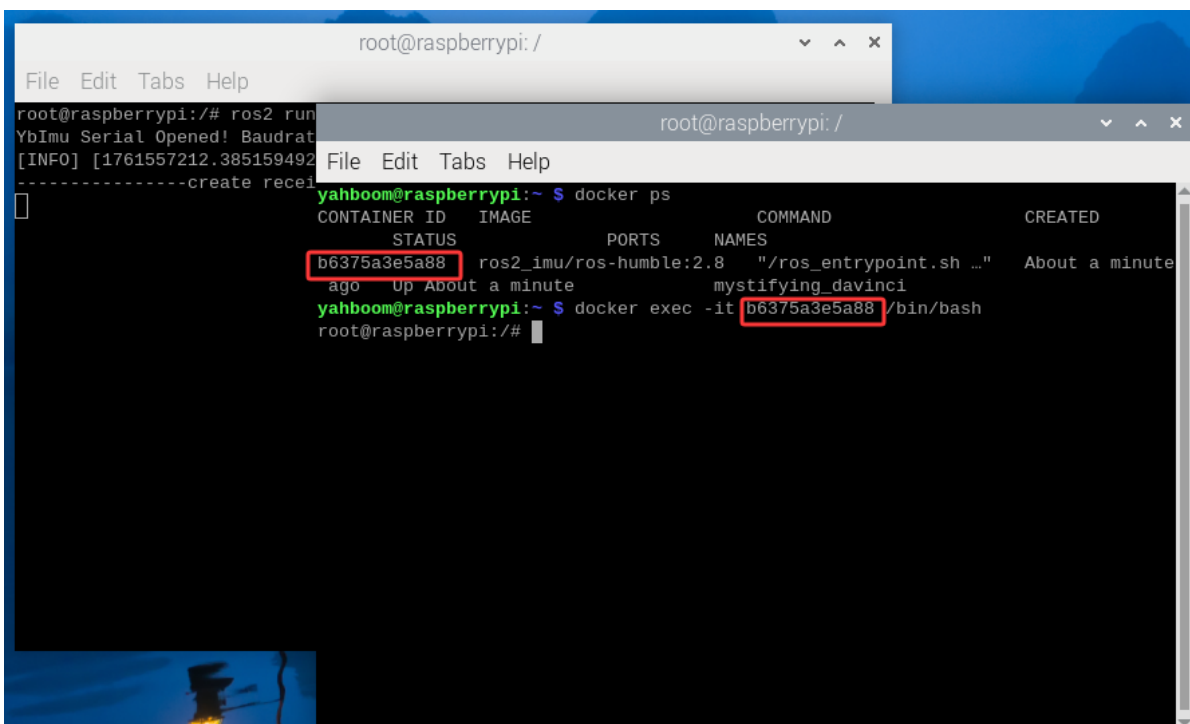 root@raspberrypi: /
File Edit Tabs Help
root@raspberrypi:/# ros2 run
YbImu Serial Opened! Baudrat
[INFO] [1761557212.385159492
----------------create recei
root@raspberrypi: /
File Edit Tabs Help
yahboom@raspberrypi:~ $ docker ps
CONTAINER ID   IMAGE                    COMMAND                  CREATED
       STATUS              PORTS     NAMES
b6375a3e5a88   ros2_imu/ros-humble:2.8   "/ros_entrypoint.sh …"   About a minute
 ago   Up About a minute             mystifying_davinci
yahboom@raspberrypi:~ $ docker exec -it b6375a3e5a88 /bin/bash
root@raspberrypi:/#